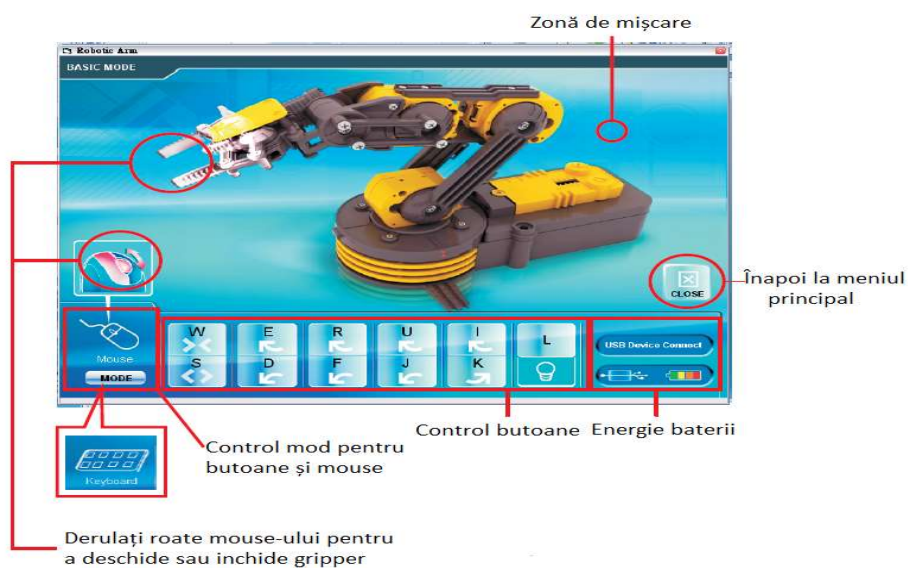 Zonă de mișcare
Robotic Arm
BASIC MODE
CLOSE
Înapoi la meniul
principal
Mouse
MODE
W
E
R
U
I
L
S
D
F
J
K
USB Device Connect
Control mod pentru
butoane și mouse
Control butoane
Energie baterii
Keyboard
Derulați roate mouse-ului pentru
a deschide sau inchide gripper